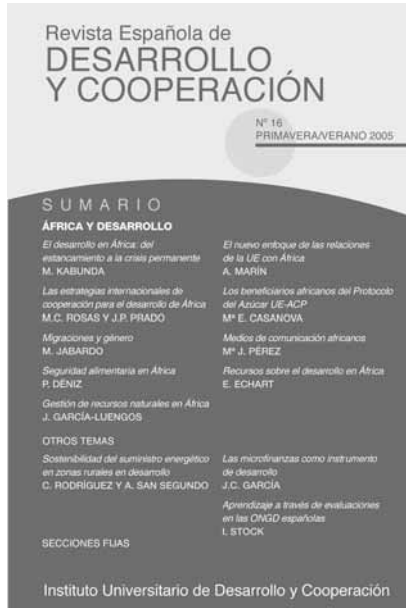 Revista Española de
DESARROLLO
Y COOPERACIÓN
Nº 16
PRIMAVERA/VERANO 2005
SUMARIO
ÁFRICA Y DESARROLLO
El desarrollo en África: del
estancamiento a la crisis permanente
M. KABUNDA
Las estrategias internacionales de
cooperación para el desarrollo de África
M.C. ROSAS Y J.P. PRADO
Migraciones y género
M. JABARDO
Seguridad alimentaria en África
P. DÉNIZ
Gestión de recursos naturales en África
J. GARCÍA-LUENGOS
El nuevo enfoque de las relaciones
de la UE con África
A. MARÍN
Los beneficiarios africanos del Protocolo
del Azúcar UE-ACP
Mª E. CASANOVA
Medios de comunicación africanos
Mª J. PÉREZ
Recursos sobre el desarrollo en África
E. ECHART
OTROS TEMAS
Sostenibilidad del suministro energético
en zonas rurales en desarrollo
C. RODRÍGUEZ Y A. SAN SEGUNDO
Las microfinanzas como instrumento
de desarrollo
J.C. GARCÍA
Aprendizaje a través de evaluaciones
en las ONGD españolas
I. STOCK
SECCIONES FIJAS
Instituto Universitario de Desarrollo y Cooperación